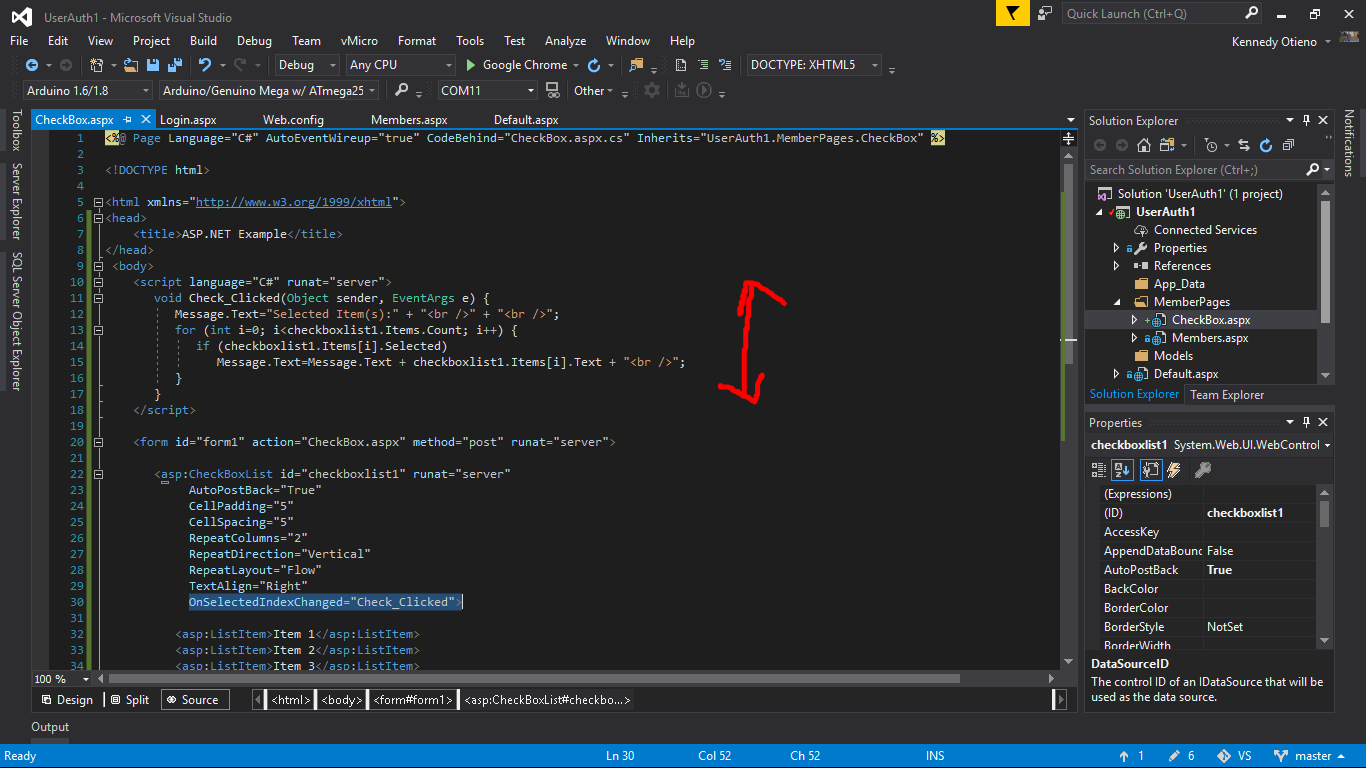 UserAuth1 - Microsoft Visual Studio
Quick Launch (Ctrl+Q)
File Edit View Project Build Debug Team vMicro Format Tools Test Analyze Window Help
Kennedy Otieno
Debug Any CPU Google Chrome DOCTYPE: XHTML5
Arduino 1.6/1.8 Arduino/Genuino Mega w/ ATmega25 COM11 Other
Toolbox
Server Explorer
SQL Server Object Explorer
CheckBox.aspx Login.aspx Web.config Members.aspx Default.aspx
1 <%@ Page Language="C#" AutoEventWireup="true" CodeBehind="CheckBox.aspx.cs" Inherits="UserAuth1.MemberPages.CheckBox" %>
2
3 <!DOCTYPE html>
4
5 <html xmlns="http://www.w3.org/1999/xhtml">
6 <head>
7 <title>ASP.NET Example</title>
8 </head>
9 <body>
10 <script language="C#" runat="server">
11 void Check_Clicked(Object sender, EventArgs e) {
12 Message.Text="Selected Item(s):" + "<br />" + "<br />";
13 for (int i=0; i<checkboxlist1.Items.Count; i++) {
14 if (checkboxlist1.Items[i].Selected)
15 Message.Text=Message.Text + checkboxlist1.Items[i].Text + "<br />";
16 }
17 }
18 </script>
19
20 <form id="form1" action="CheckBox.aspx" method="post" runat="server">
21
22 <asp:CheckBoxList id="checkboxlist1" runat="server"
23 AutoPostBack="True"
24 CellPadding="5"
25 CellSpacing="5"
26 RepeatColumns="2"
27 RepeatDirection="Vertical"
28 RepeatLayout="Flow"
29 TextAlign="Right"
30 OnSelectedIndexChanged="Check_Clicked">
31
32 <asp:ListItem>Item 1</asp:ListItem>
33 <asp:ListItem>Item 2</asp:ListItem>
34 <asp:ListItem>Item 3</asp:ListItem>
100 %
Design Split Source <html> <body> <form#form1> <asp:CheckBoxList#checkbo...>
Solution Explorer
Search Solution Explorer (Ctrl+;)
Solution 'UserAuth1' (1 project)
UserAuth1
Connected Services
Properties
References
App_Data
MemberPages
CheckBox.aspx
Members.aspx
Models
Default.aspx
Solution Explorer Team Explorer
Notifications
Properties
checkboxlist1 System.Web.UI.WebControl
(Expressions)
(ID) checkboxlist1
AccessKey
AppendDataBounc False
AutoPostBack True
BackColor
BorderColor
BorderStyle NotSet
BorderWidth
DataSourceID
The control ID of an IDataSource that will be
used as the data source.
Output
Ready Ln 30 Col 52 Ch 52 INS 1 6 VS master